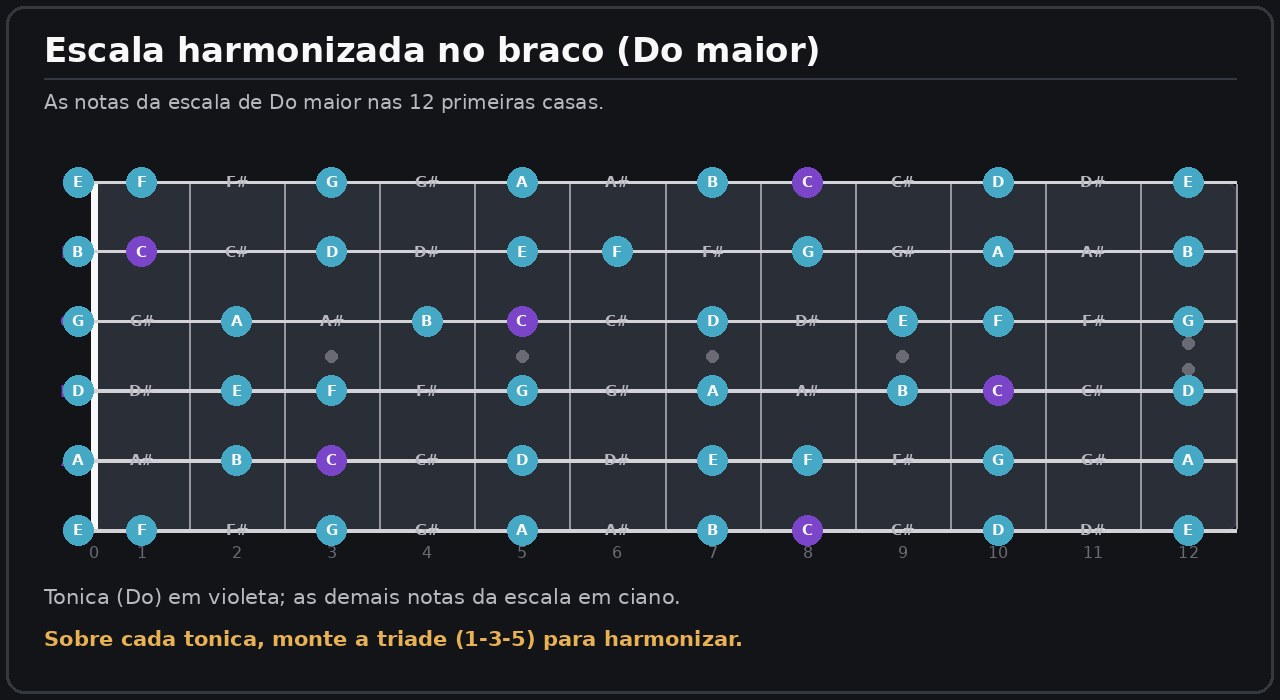 Escala harmonizada no braco (Do maior)
As notas da escala de Do maior nas 12 primeiras casas.
E F F# G G# A A# B C C# D D# E
B C C# D D# E F F# G G# A A# B
G G# A A# B C C# D D# E F F# G
D D# E F F# G G# A A# B C C# D
A A# B C C# D D# E F F# G G# A
E F F# G G# A A# B C C# D D# E
0 1 2 3 4 5 6 7 8 9 10 11 12
Tonica (Do) em violeta; as demais notas da escala em ciano.
Sobre cada tonica, monte a triade (1-3-5) para harmonizar.